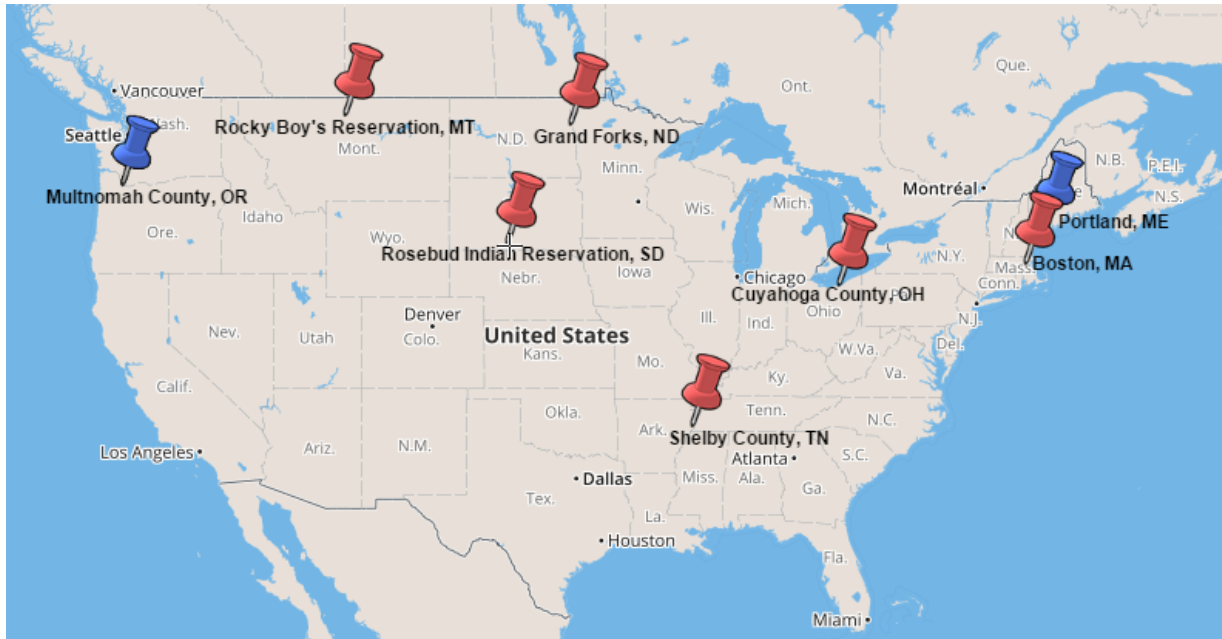 Que.
Ont.
Vancouver
Wash.
Seattle
Rocky Boy's Reservation, MT
Mont.
N.D.
Grand Forks, ND
Minn.
Montréal
N.B.
P.E.I.
N.S.
Multnomah County, OR
Idaho
Ore.
Wyo.
Rosebud Indian Reservation, SD
Nebr.
Iowa
Wis.
Mich.
Chicago
Portland, ME
Boston, MA
Mass.
Conn.
N.Y.
Cuyahoga County, OH
Ohio
N.J.
Nev.
Utah
Denver
Colo.
United States
Kans.
Mo.
Ill.
Ind.
W.Va.
Del.
Va.
Ky.
Calif.
Ariz.
N.M.
Okla.
Ark.
Tenn.
N.C.
Shelby County, TN
Los Angeles
Dallas
Tex.
Miss.
Ala.
Atlanta
Ga.
S.C.
La.
Houston
Fla.
Miami